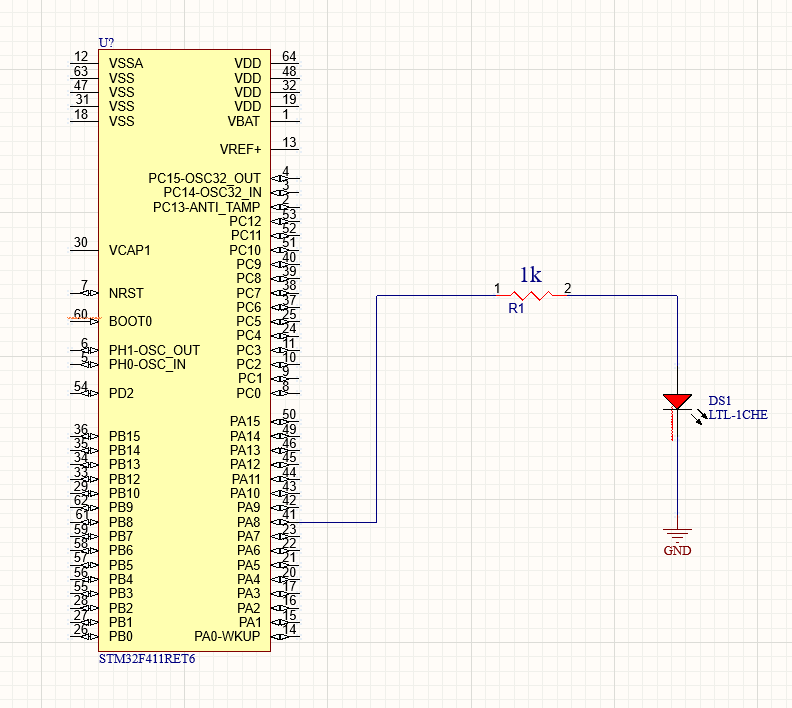 U?
12 VSSA VDD 64
63 VSS VDD 48
47 VSS VDD 32
31 VSS VDD 19
18 VSS VBAT 1
VREF+ 13
PC15-OSC32_OUT 4
PC14-OSC32_IN 3
PC13-ANTI_TAMP 2
PC12 53
PC11 52
30 VCAP1 PC10 51
PC9 40
PC8 39
7 NRST PC7 38
PC6 37
60 BOOT0 PC5 25
PC4 24
6 PH1-OSC_OUT PC3 11
5 PH0-OSC_IN PC2 10
PC1 9
54 PD2 PC0 8
PA15 50
36 PB15 PA14 49
35 PB14 PA13 46
34 PB13 PA12 45
33 PB12 PA11 44
29 PB10 PA10 43
62 PB9 PA9 42
61 PB8 PA8 41
59 PB7 PA7 23
58 PB6 PA6 22
57 PB5 PA5 21
56 PB4 PA4 20
55 PB3 PA3 17
28 PB2 PA2 16
27 PB1 PA1 15
26 PB0 PA0-WKUP 14
STM32F411RET6
1k
1 2
R1
DS1
LTL-1CHE
GND